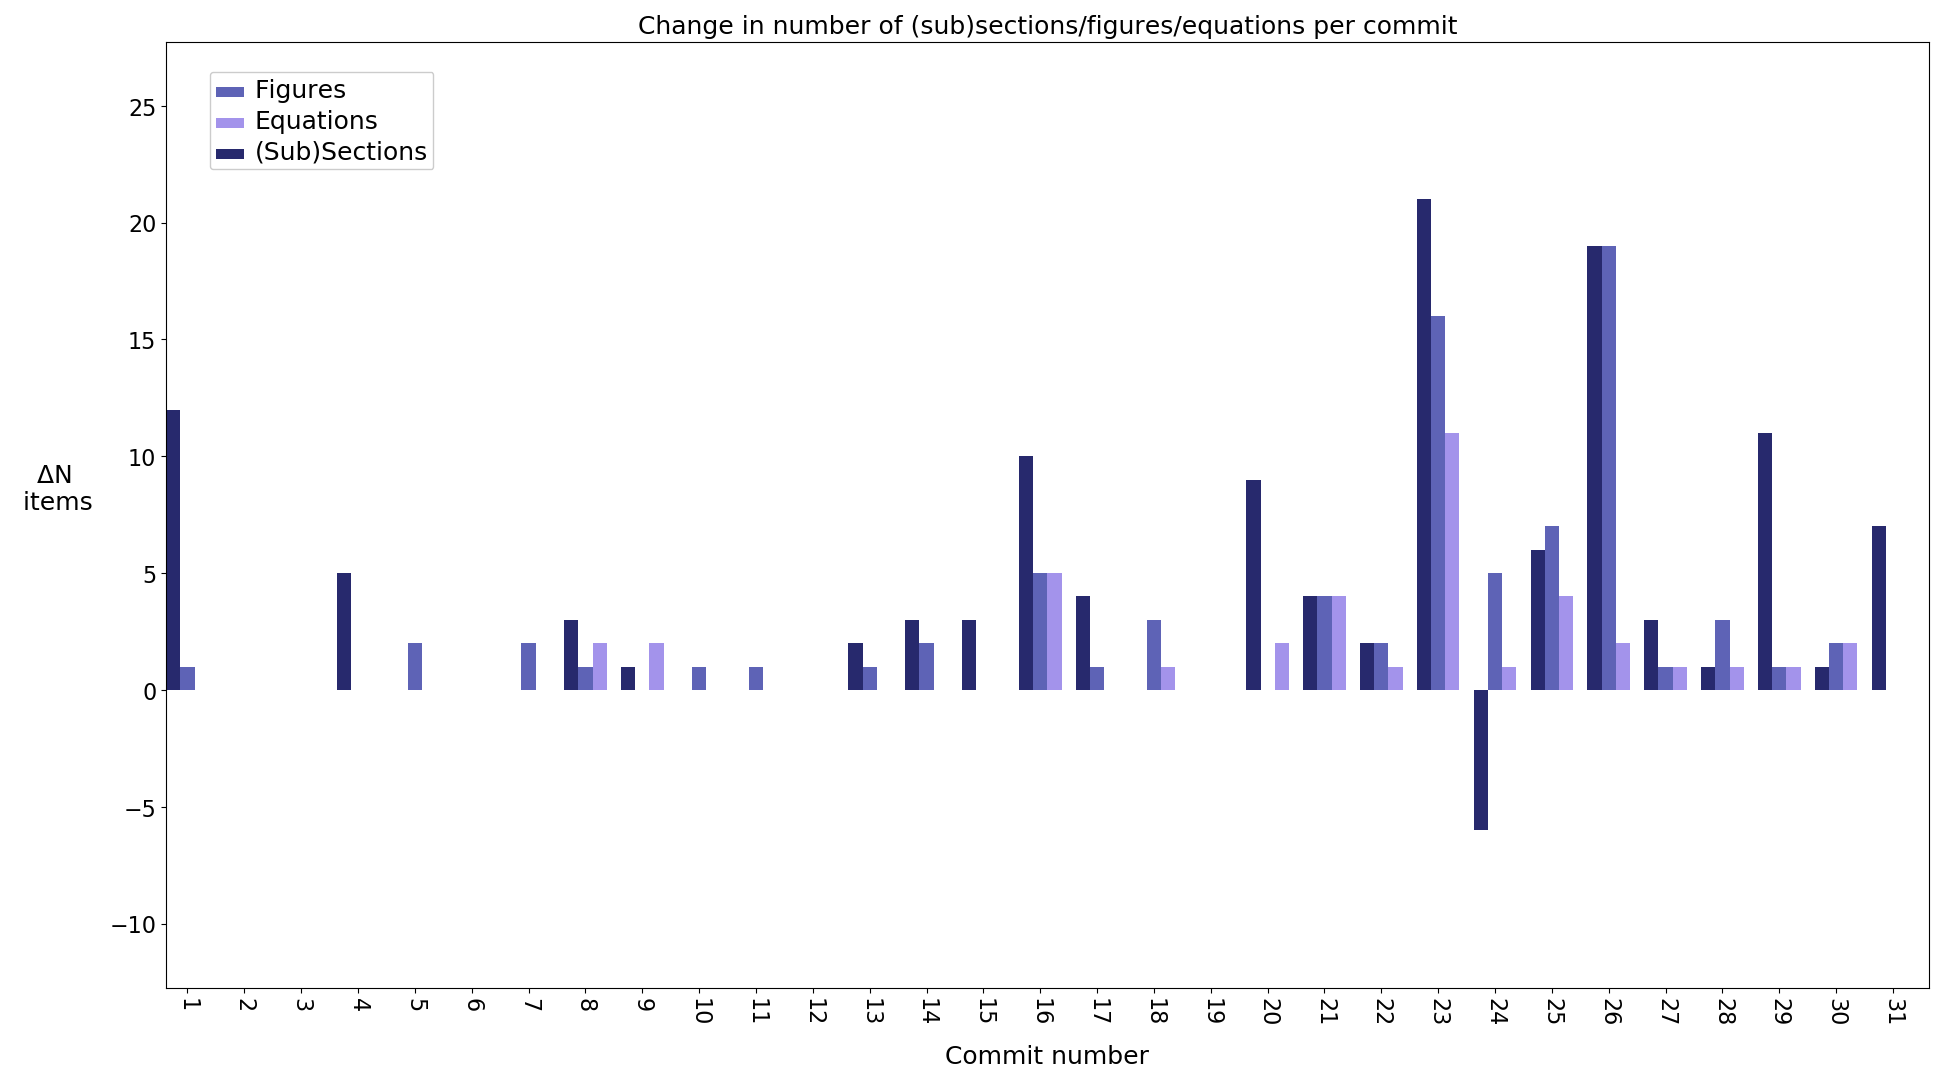 Change in number of (sub)sections/figures/equations per commit
Figures
Equations
(Sub)Sections
25
20
15
10
5
0
−5
−10
ΔN
items
1 2 3 4 5 6 7 8 9 10 11 12 13 14 15 16 17 18 19 20 21 22 23 24 25 26 27 28 29 30 31
Commit number